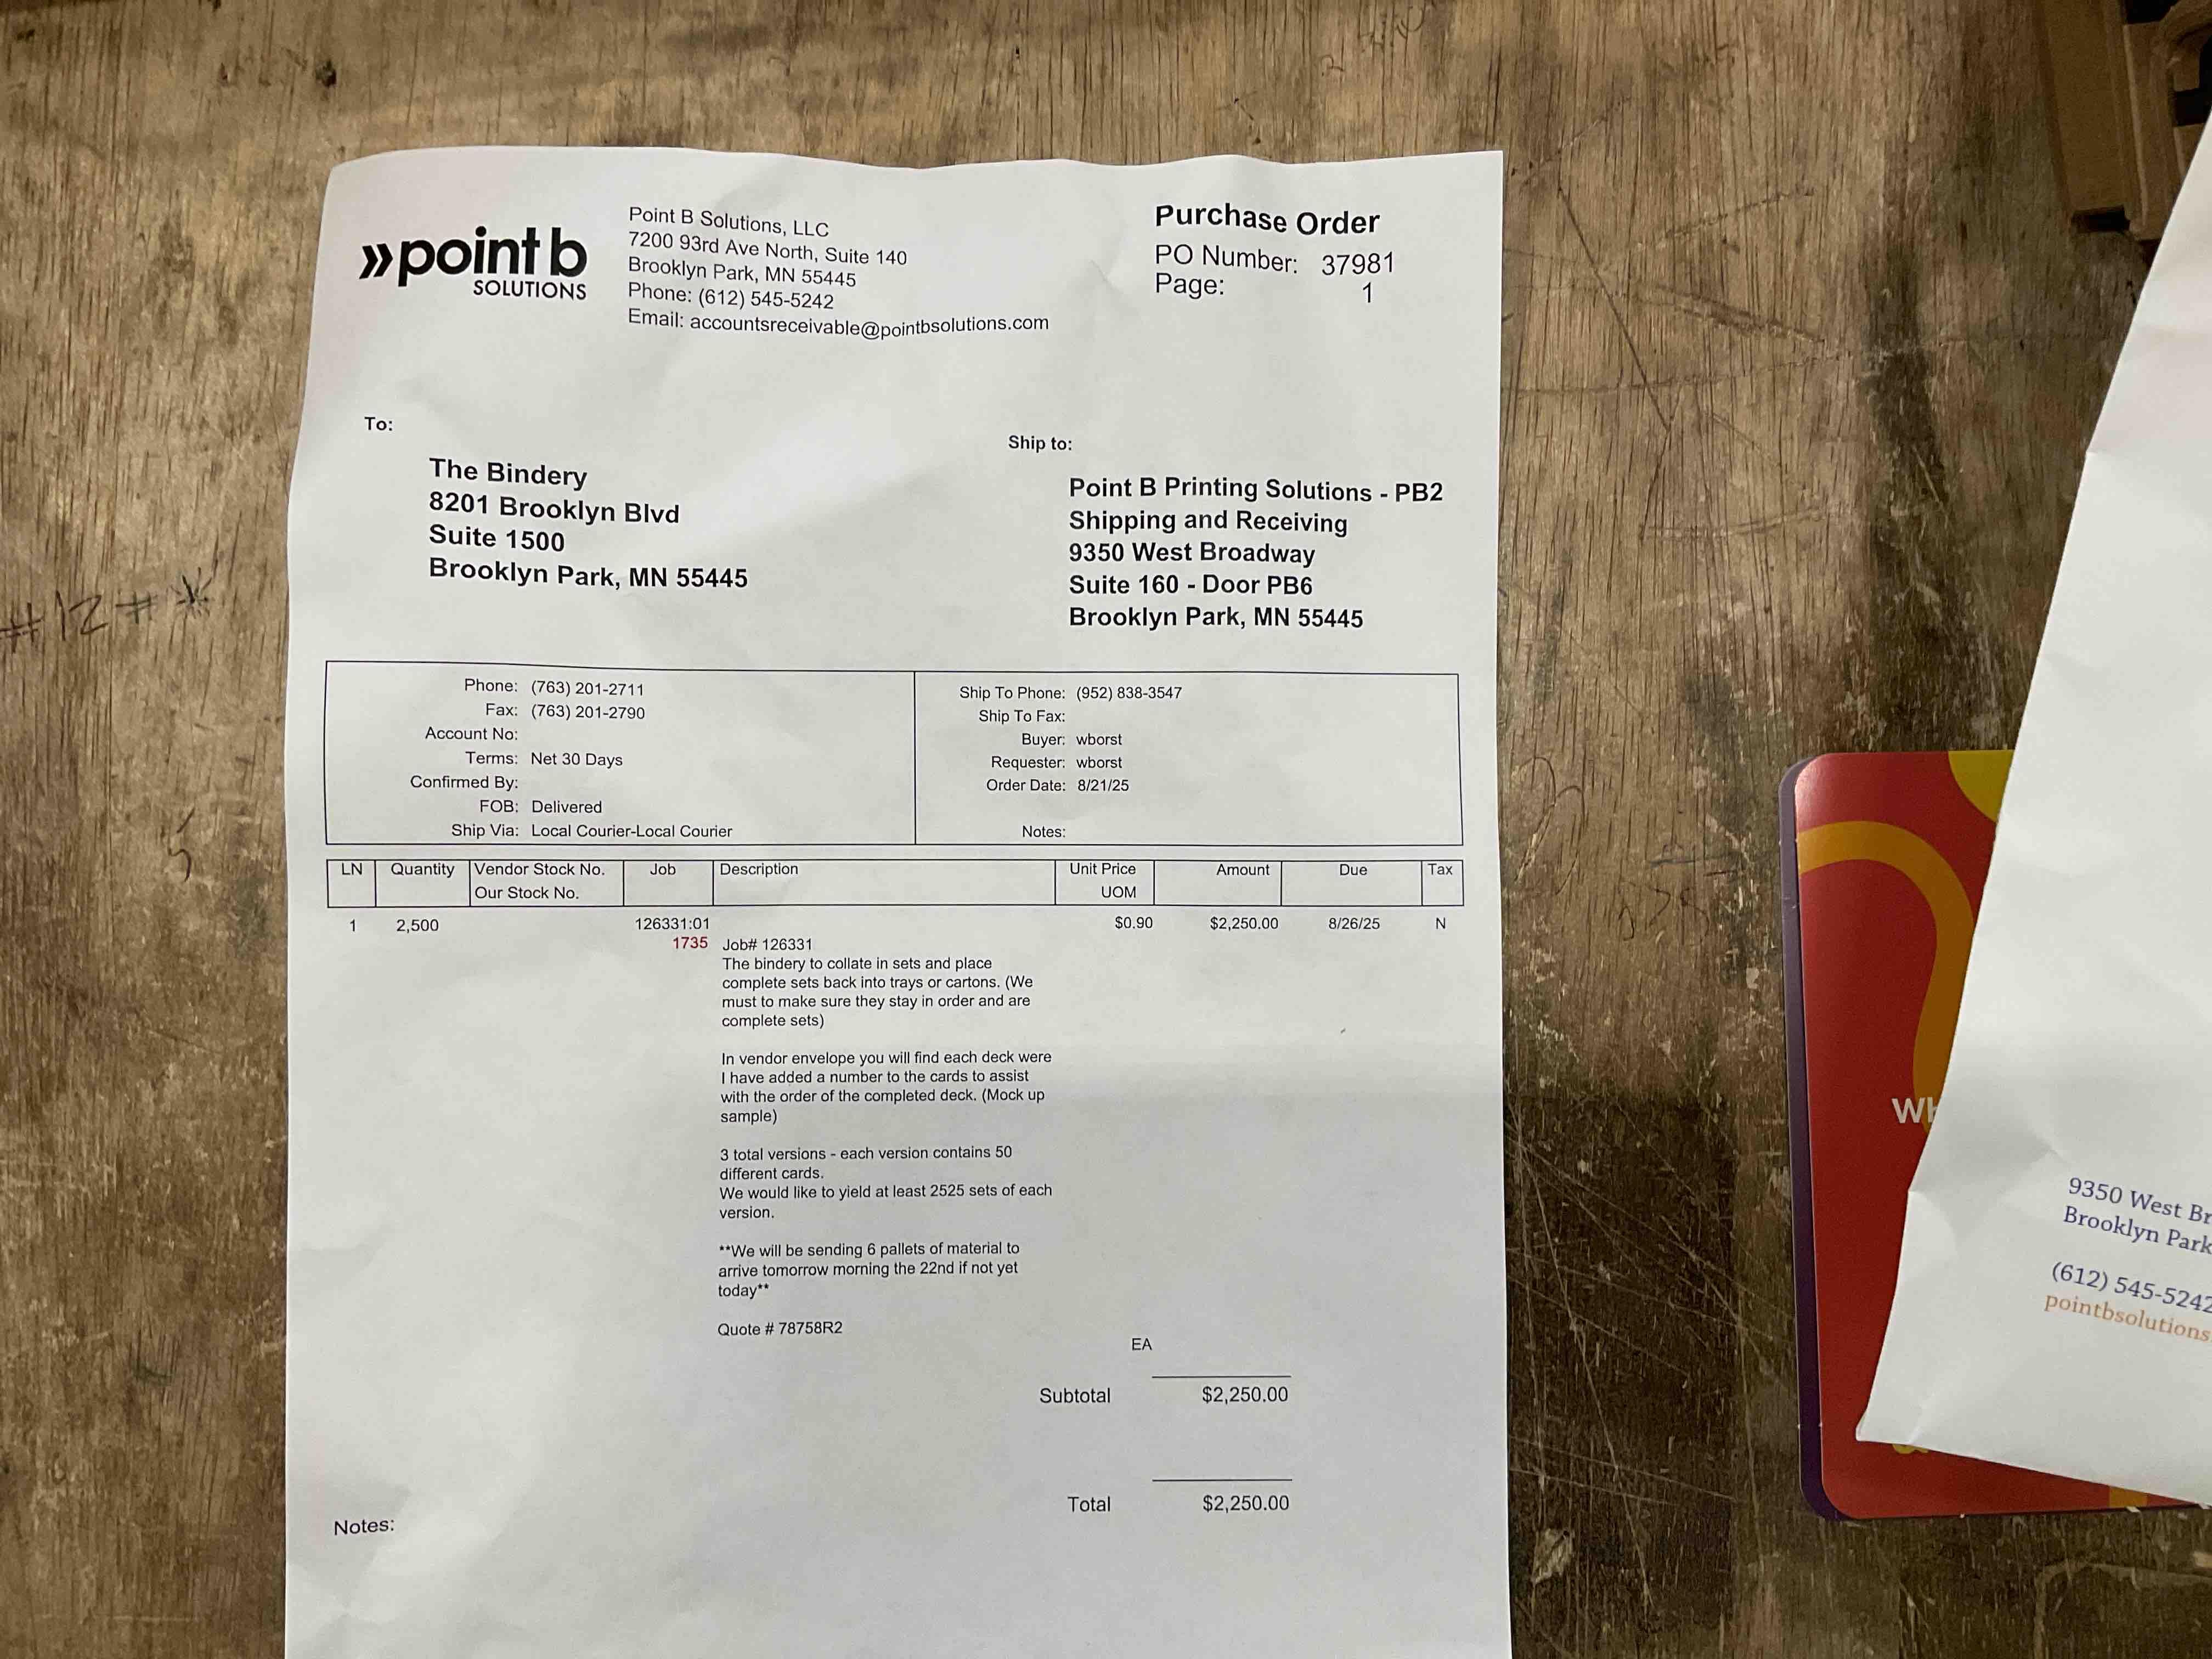 »point b
SOLUTIONS
Point B Solutions, LLC
7200 93rd Ave North, Suite 140
Brooklyn Park, MN 55445
Phone: (612) 545-5242
Email: accountsreceivable@pointbsolutions.com
Purchase Order
PO Number: 37981
Page: 1
To:
The Bindery
8201 Brooklyn Blvd
Suite 1500
Brooklyn Park, MN 55445
Ship to:
Point B Printing Solutions - PB2
Shipping and Receiving
9350 West Broadway
Suite 160 - Door PB6
Brooklyn Park, MN 55445
#12#*
Phone: (763) 201-2711
Fax: (763) 201-2790
Account No:
Terms: Net 30 Days
Confirmed By:
FOB: Delivered
Ship Via: Local Courier-Local Courier
Ship To Phone: (952) 838-3547
Ship To Fax:
Buyer: wborst
Requester: wborst
Order Date: 8/21/25
Notes:
LN Quantity Vendor Stock No. Job Description Unit Price Amount Due Tax
Our Stock No. UOM
1 2,500 126331:01 $0.90 $2,250.00 8/26/25 N
1735 Job# 126331
The bindery to collate in sets and place
complete sets back into trays or cartons. (We
must to make sure they stay in order and are
complete sets)
In vendor envelope you will find each deck were
I have added a number to the cards to assist
with the order of the completed deck. (Mock up
sample)
3 total versions - each version contains 50
different cards.
We would like to yield at least 2525 sets of each
version.
**We will be sending 6 pallets of material to
arrive tomorrow morning the 22nd if not yet
today**
Quote # 78758R2
EA
Subtotal $2,250.00
Total $2,250.00
Notes:
Wh
9350 West Br
Brooklyn Park
(612) 545-5242
pointbsolutions